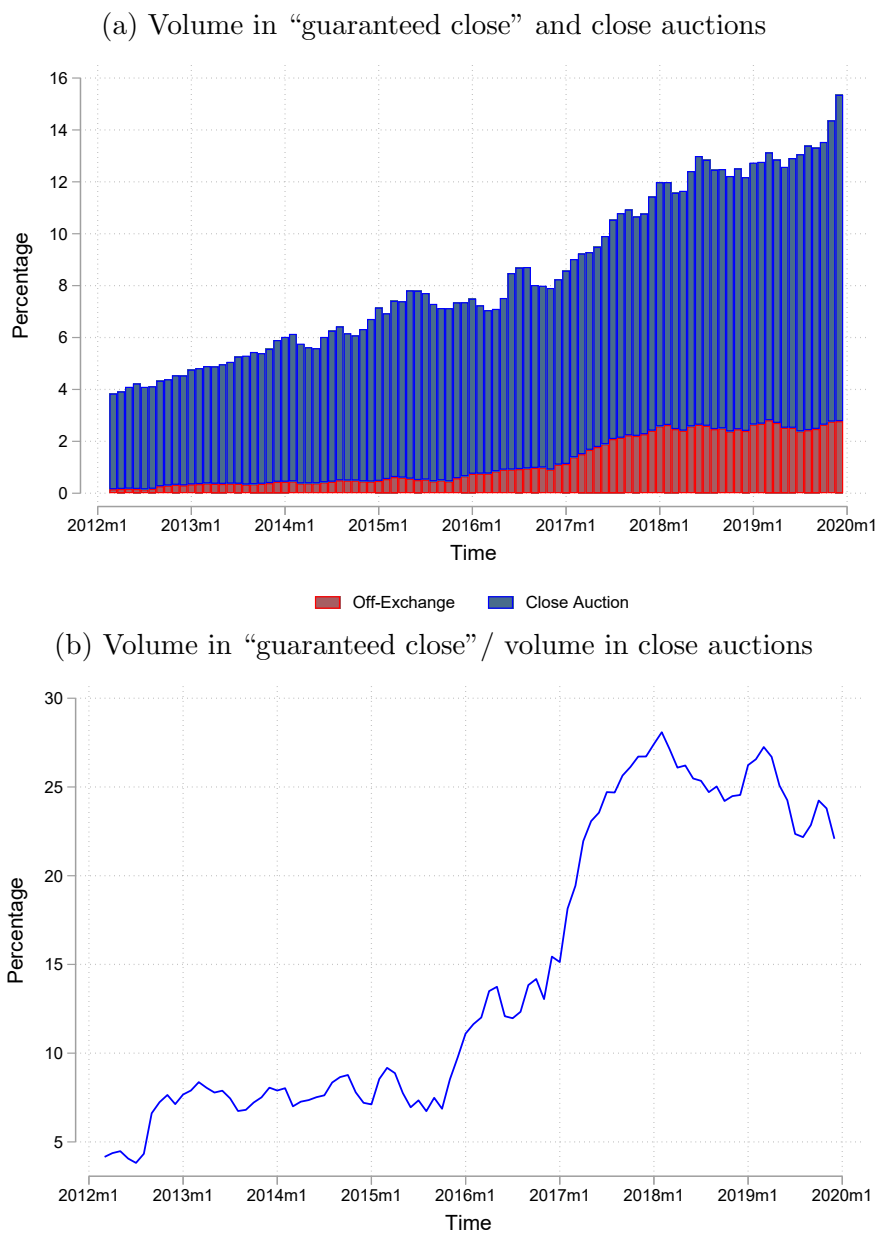 (a) Volume in “guaranteed close” and close auctions
16
14
12
10
8
6
4
2
0
Percentage
2012m1 2013m1 2014m1 2015m1 2016m1 2017m1 2018m1 2019m1 2020m1
Time
Off-Exchange Close Auction
(b) Volume in “guaranteed close”/ volume in close auctions
30
25
20
15
10
5
Percentage
2012m1 2013m1 2014m1 2015m1 2016m1 2017m1 2018m1 2019m1 2020m1
Time